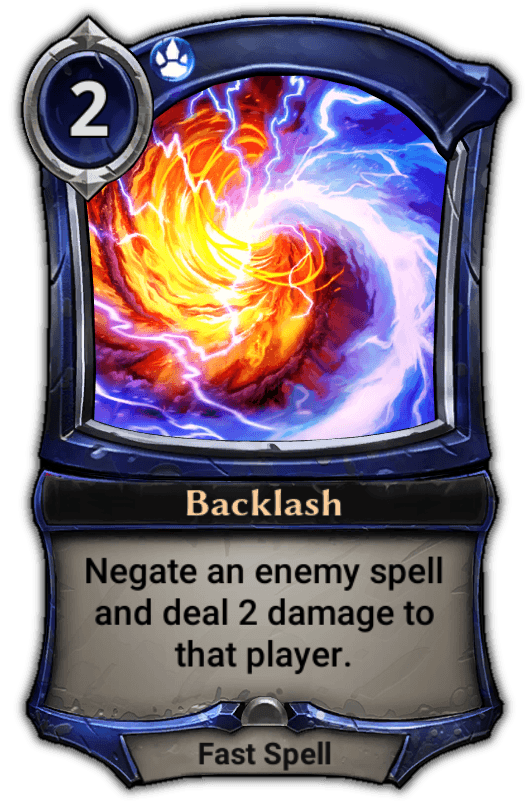 2
Backlash
Negate an enemy spell
and deal 2 damage to
that player.
Fast Spell